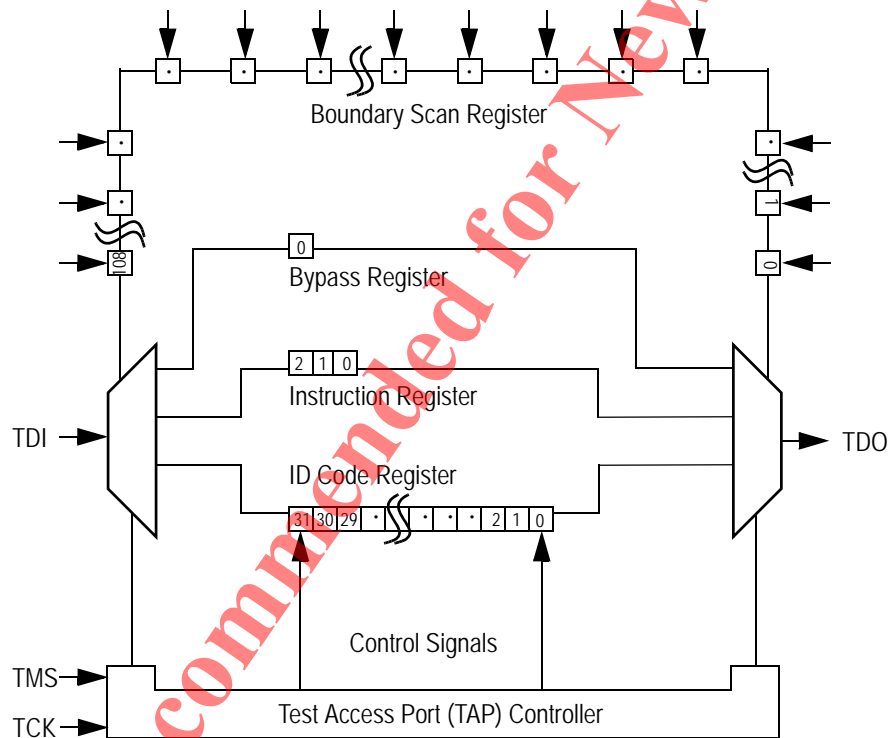 Boundary Scan Register
·
·
·
·
·
·
·
·
·
·
·
1
108
0
0
Bypass Register
2 1 0
Instruction Register
TDI
TDO
ID Code Register
31 30 29 · · · · 2 1 0
Control Signals
TMS
Test Access Port (TAP) Controller
TCK
commended for New